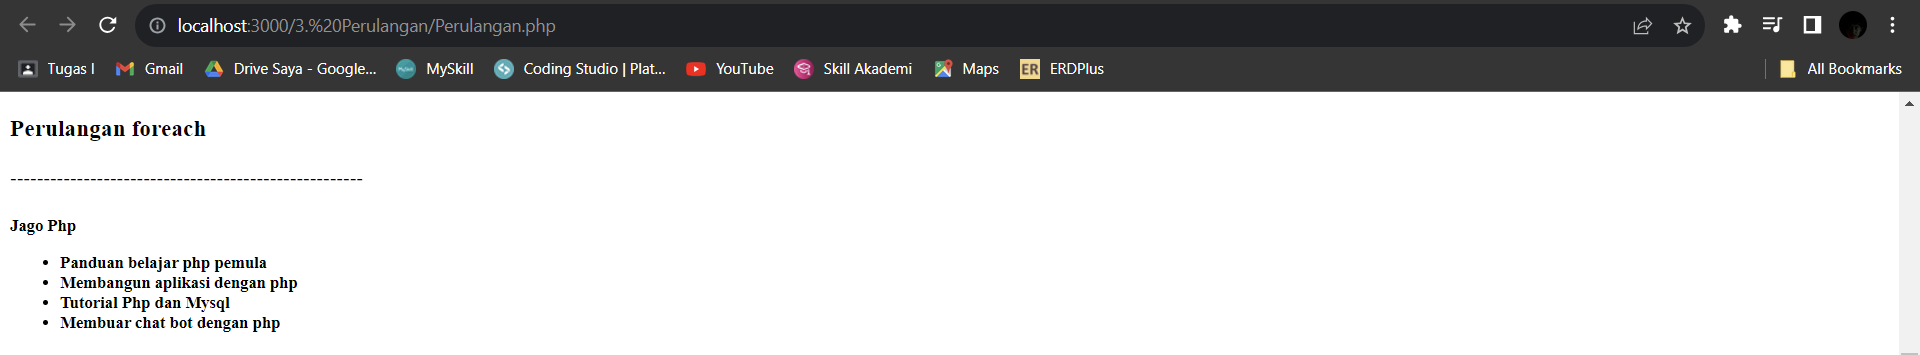 localhost:3000/3.%20Perulangan/Perulangan.php
Tugas I Gmail Drive Saya - Google... MySkill Coding Studio | Plat... YouTube Skill Akademi Maps ER ERDPlus All Bookmarks
Perulangan foreach
-----------------------------------------------------
Jago Php
• Panduan belajar php pemula
• Membangun aplikasi dengan php
• Tutorial Php dan Mysql
• Membuar chat bot dengan php